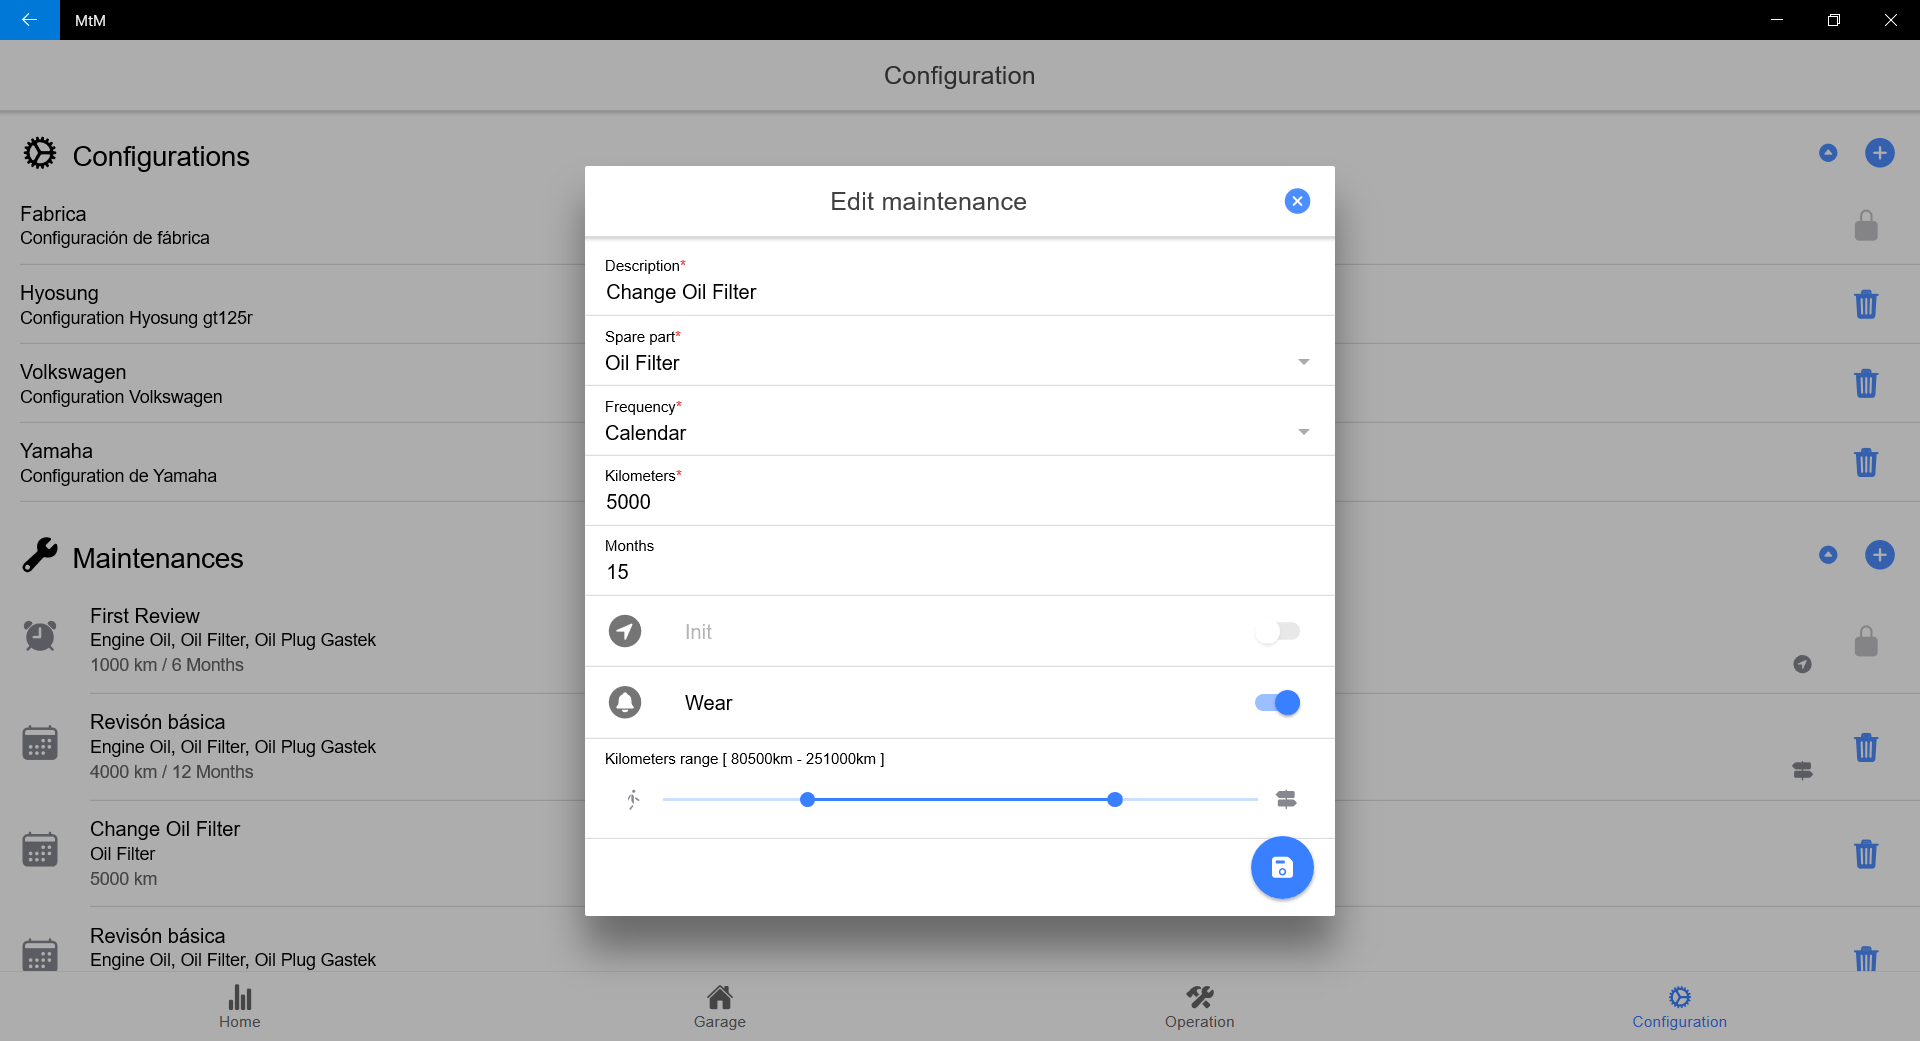 MtM
Configuration
Configurations
Fabrica
Configuración de fábrica
Hyosung
Configuration Hyosung gt125r
Volkswagen
Configuration Volkswagen
Yamaha
Configuration de Yamaha
Maintenances
First Review
Engine Oil, Oil Filter, Oil Plug Gastek
1000 km / 6 Months
Revisón básica
Engine Oil, Oil Filter, Oil Plug Gastek
4000 km / 12 Months
Change Oil Filter
Oil Filter
5000 km
Revisón básica
Engine Oil, Oil Filter, Oil Plug Gastek
Edit maintenance
Description*
Change Oil Filter
Spare part*
Oil Filter
Frequency*
Calendar
Kilometers*
5000
Months
15
Init
Wear
Kilometers range [ 80500km - 251000km ]
Home
Garage
Operation
Configuration